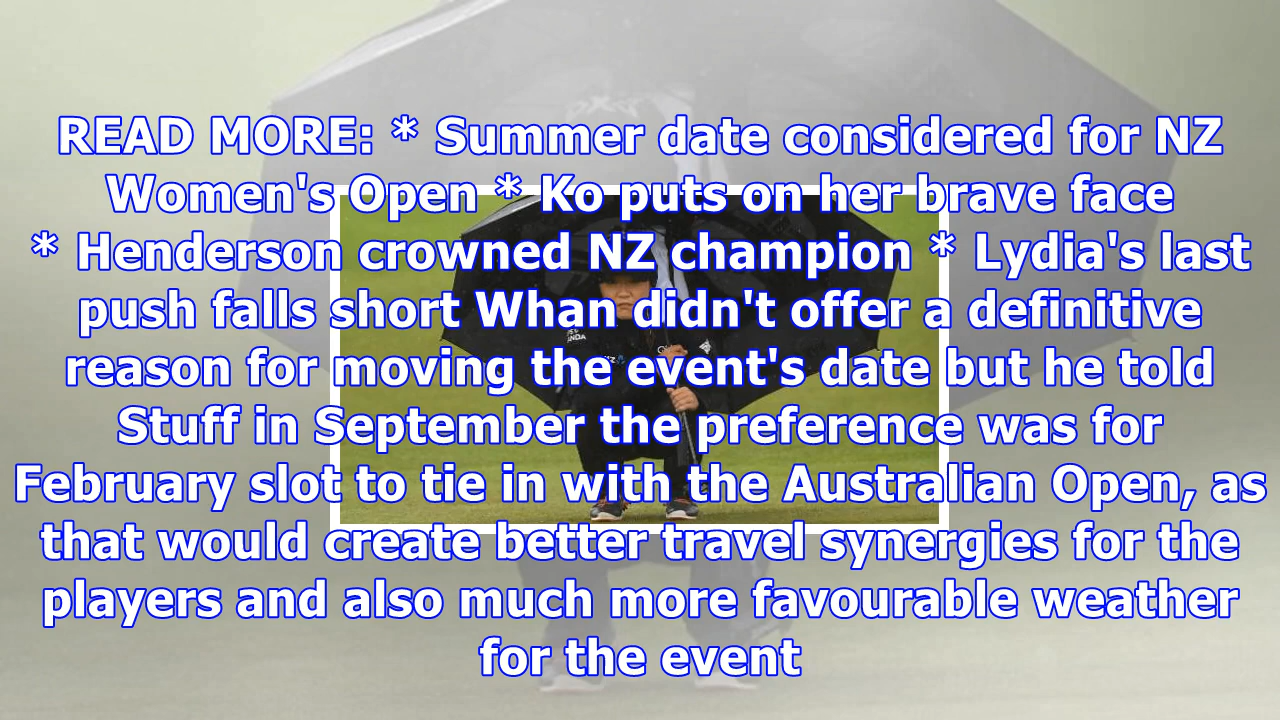 READ MORE: * Summer date considered for NZ
Women's Open * Ko puts on her brave face
* Henderson crowned NZ champion * Lydia's last
push falls short Whan didn't offer a definitive
reason for moving the event's date but he told
Stuff in September the preference was for
February slot to tie in with the Australian Open, as
that would create better travel synergies for the
players and also much more favourable weather
for the event